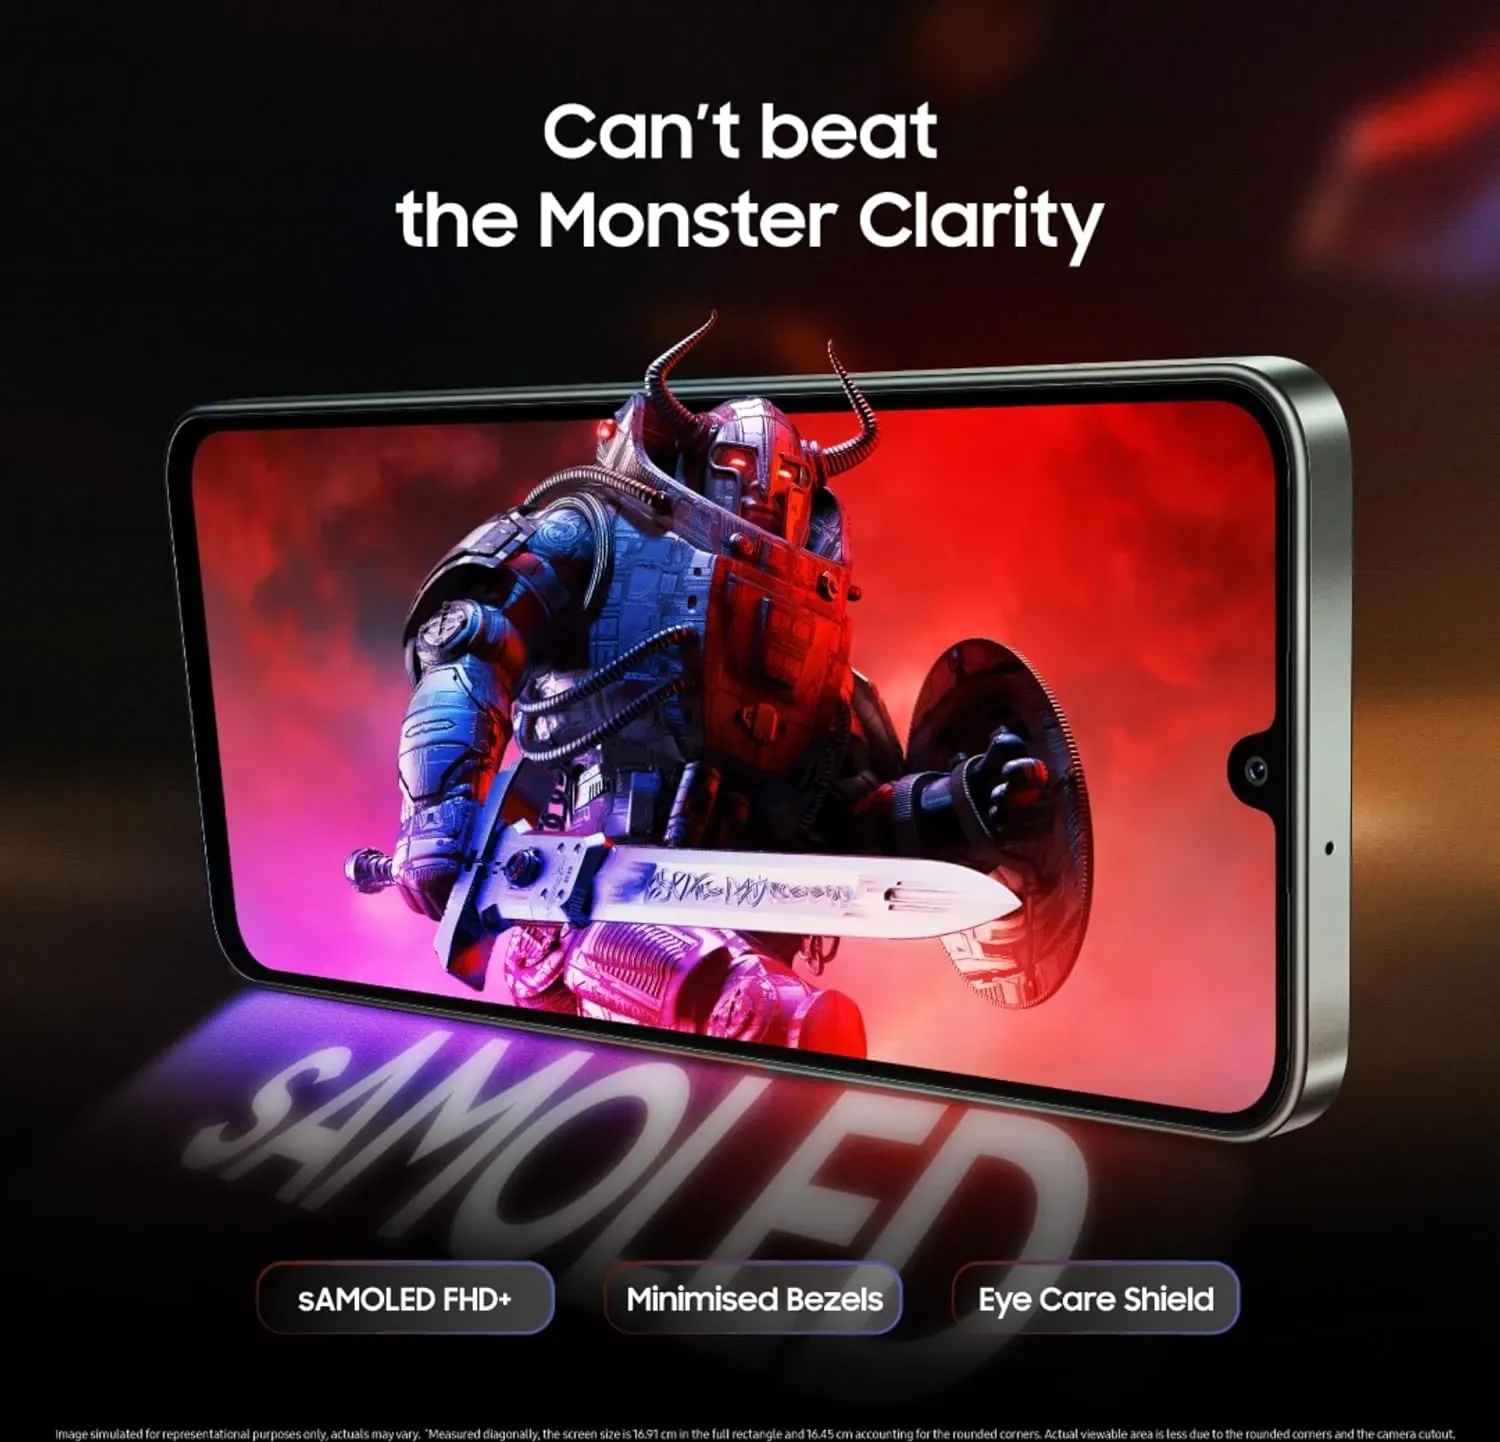 Can't beat
the Monster Clarity
sAMOLED
sAMOLED FHD+
Minimised Bezels
Eye Care Shield
Image simulated for representational purposes only, actuals may vary. *Measured diagonally, the screen size is 16.91 cm in the full rectangle and 16.45 cm accounting for the rounded corners. Actual viewable area is less due to the rounded corners and the camera cutout.